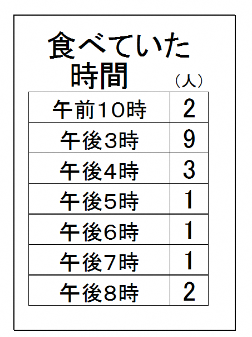 食べていた
時間 （人）
午前10時 2
午後3時 9
午後4時 3
午後5時 1
午後6時 1
午後7時 1
午後8時 2